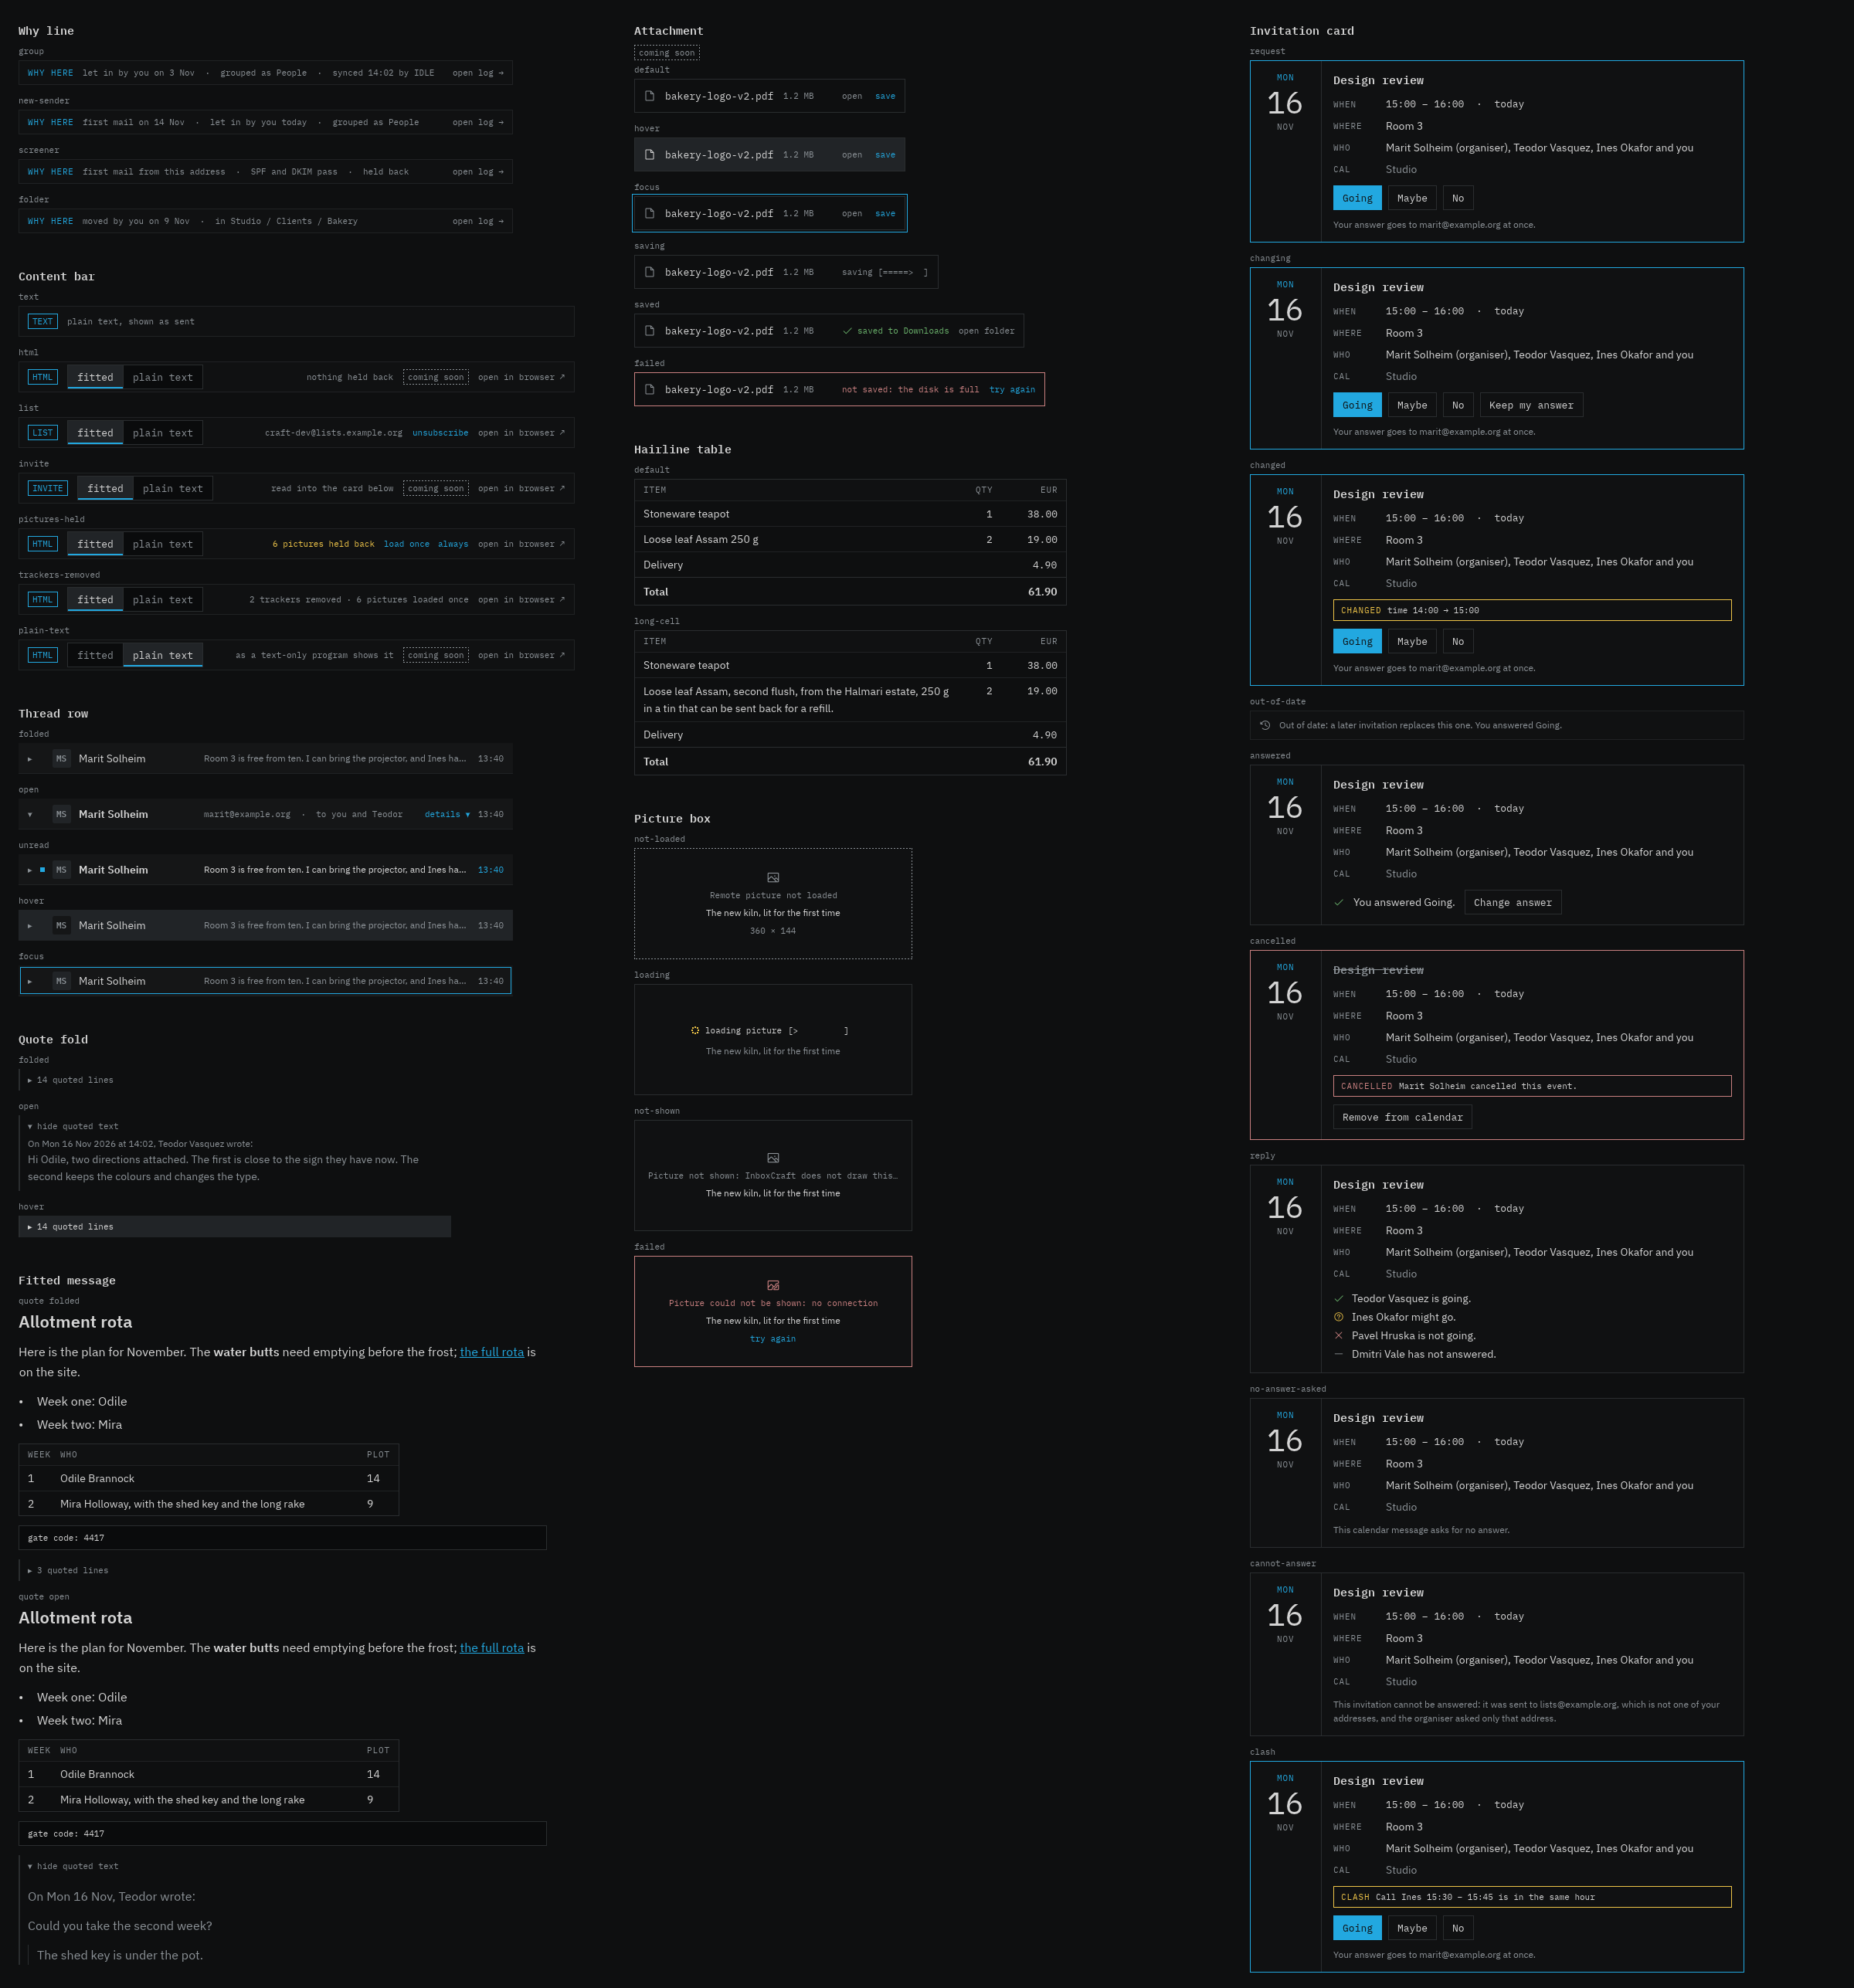 Why line
group
WHY HERE let in by you on 3 Nov · grouped as People · synced 14:02 by IDLE open log →
new-sender
WHY HERE first mail on 14 Nov · let in by you today · grouped as People open log →
screener
WHY HERE first mail from this address · SPF and DKIM pass · held back open log →
folder
WHY HERE moved by you on 9 Nov · in Studio / Clients / Bakery open log →
Content bar
text
TEXT plain text, shown as sent
html
HTML fitted plain text nothing held back coming soon open in browser ↗
list
LIST fitted plain text craft-dev@lists.example.org unsubscribe open in browser ↗
invite
INVITE fitted plain text read into the card below coming soon open in browser ↗
pictures-held
HTML fitted plain text 6 pictures held back load once always open in browser ↗
trackers-removed
HTML fitted plain text 2 trackers removed · 6 pictures loaded once open in browser ↗
plain-text
HTML fitted plain text as a text-only program shows it coming soon open in browser ↗
Thread row
folded
▸ MS Marit Solheim Room 3 is free from ten. I can bring the projector, and Ines ha… 13:40
open
▾ MS Marit Solheim marit@example.org · to you and Teodor details ▾ 13:40
unread
▸ MS Marit Solheim Room 3 is free from ten. I can bring the projector, and Ines ha… 13:40
hover
▸ MS Marit Solheim Room 3 is free from ten. I can bring the projector, and Ines ha… 13:40
focus
▸ MS Marit Solheim Room 3 is free from ten. I can bring the projector, and Ines ha… 13:40
Quote fold
folded
▸ 14 quoted lines
open
▾ hide quoted text
On Mon 16 Nov 2026 at 14:02, Teodor Vasquez wrote:
Hi Odile, two directions attached. The first is close to the sign they have now. The
second keeps the colours and changes the type.
hover
▸ 14 quoted lines
Fitted message
quote folded
Allotment rota
Here is the plan for November. The water butts need emptying before the frost; the full rota is
on the site.
• Week one: Odile
• Week two: Mira
WEEK WHO PLOT
1 Odile Brannock 14
2 Mira Holloway, with the shed key and the long rake 9
gate code: 4417
▸ 3 quoted lines
quote open
Allotment rota
Here is the plan for November. The water butts need emptying before the frost; the full rota is
on the site.
• Week one: Odile
• Week two: Mira
WEEK WHO PLOT
1 Odile Brannock 14
2 Mira Holloway, with the shed key and the long rake 9
gate code: 4417
▾ hide quoted text
On Mon 16 Nov, Teodor wrote:
Could you take the second week?
The shed key is under the pot.
Attachment
coming soon
default
bakery-logo-v2.pdf 1.2 MB open save
hover
bakery-logo-v2.pdf 1.2 MB open save
focus
bakery-logo-v2.pdf 1.2 MB open save
saving
bakery-logo-v2.pdf 1.2 MB saving [=====> ]
saved
bakery-logo-v2.pdf 1.2 MB saved to Downloads open folder
failed
bakery-logo-v2.pdf 1.2 MB not saved: the disk is full try again
Hairline table
default
ITEM QTY EUR
Stoneware teapot 1 38.00
Loose leaf Assam 250 g 2 19.00
Delivery 4.90
Total 61.90
long-cell
ITEM QTY EUR
Stoneware teapot 1 38.00
Loose leaf Assam, second flush, from the Halmari estate, 250 g 2 19.00
in a tin that can be sent back for a refill.
Delivery 4.90
Total 61.90
Picture box
not-loaded
Remote picture not loaded
The new kiln, lit for the first time
360 × 144
loading
loading picture [> ]
The new kiln, lit for the first time
not-shown
Picture not shown: InboxCraft does not draw this…
The new kiln, lit for the first time
failed
Picture could not be shown: no connection
The new kiln, lit for the first time
try again
Invitation card
request
MON
16
NOV
Design review
WHEN 15:00 – 16:00 · today
WHERE Room 3
WHO Marit Solheim (organiser), Teodor Vasquez, Ines Okafor and you
CAL Studio
Going Maybe No
Your answer goes to marit@example.org at once.
changing
MON
16
NOV
Design review
WHEN 15:00 – 16:00 · today
WHERE Room 3
WHO Marit Solheim (organiser), Teodor Vasquez, Ines Okafor and you
CAL Studio
Going Maybe No Keep my answer
Your answer goes to marit@example.org at once.
changed
MON
16
NOV
Design review
WHEN 15:00 – 16:00 · today
WHERE Room 3
WHO Marit Solheim (organiser), Teodor Vasquez, Ines Okafor and you
CAL Studio
CHANGED time 14:00 → 15:00
Going Maybe No
Your answer goes to marit@example.org at once.
out-of-date
Out of date: a later invitation replaces this one. You answered Going.
answered
MON
16
NOV
Design review
WHEN 15:00 – 16:00 · today
WHERE Room 3
WHO Marit Solheim (organiser), Teodor Vasquez, Ines Okafor and you
CAL Studio
You answered Going. Change answer
cancelled
MON
16
NOV
Design review
WHEN 15:00 – 16:00 · today
WHERE Room 3
WHO Marit Solheim (organiser), Teodor Vasquez, Ines Okafor and you
CAL Studio
CANCELLED Marit Solheim cancelled this event.
Remove from calendar
reply
MON
16
NOV
Design review
WHEN 15:00 – 16:00 · today
WHERE Room 3
WHO Marit Solheim (organiser), Teodor Vasquez, Ines Okafor and you
CAL Studio
Teodor Vasquez is going.
Ines Okafor might go.
Pavel Hruska is not going.
Dmitri Vale has not answered.
no-answer-asked
MON
16
NOV
Design review
WHEN 15:00 – 16:00 · today
WHERE Room 3
WHO Marit Solheim (organiser), Teodor Vasquez, Ines Okafor and you
CAL Studio
This calendar message asks for no answer.
cannot-answer
MON
16
NOV
Design review
WHEN 15:00 – 16:00 · today
WHERE Room 3
WHO Marit Solheim (organiser), Teodor Vasquez, Ines Okafor and you
CAL Studio
This invitation cannot be answered: it was sent to lists@example.org, which is not one of your
addresses, and the organiser asked only that address.
clash
MON
16
NOV
Design review
WHEN 15:00 – 16:00 · today
WHERE Room 3
WHO Marit Solheim (organiser), Teodor Vasquez, Ines Okafor and you
CAL Studio
CLASH Call Ines 15:30 – 15:45 is in the same hour
Going Maybe No
Your answer goes to marit@example.org at once.